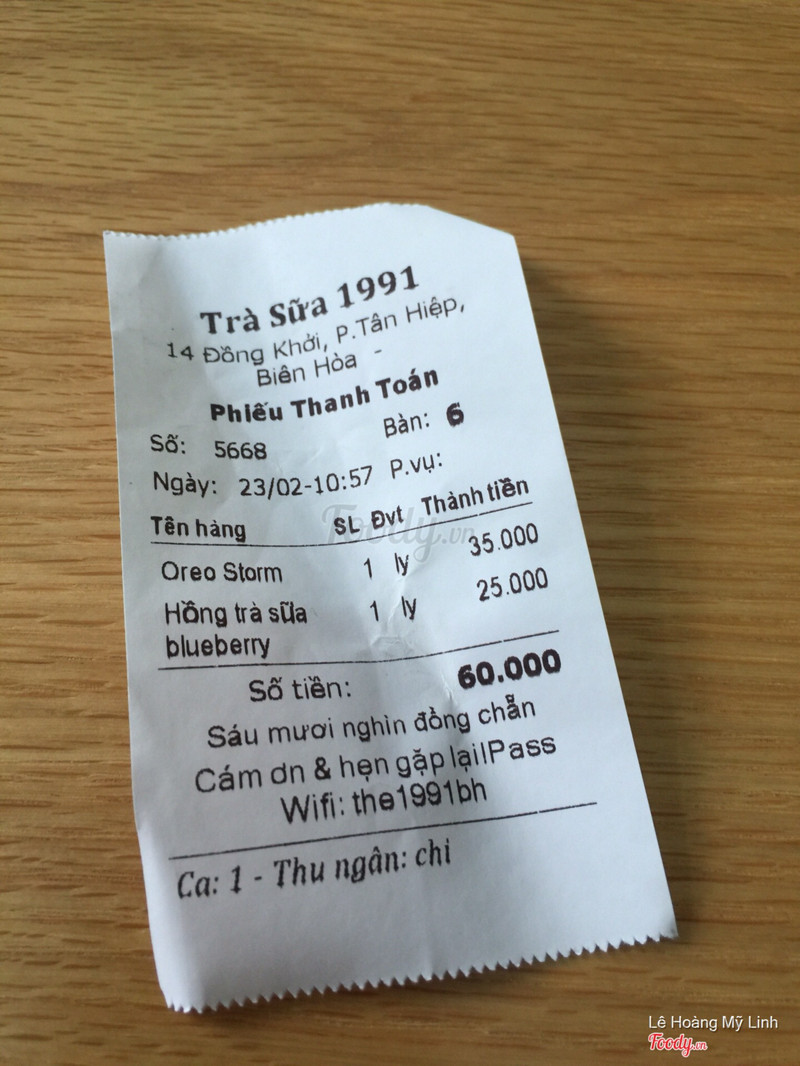 Trà Sữa 1991
14 Đồng Khởi, P.Tân Hiệp,
Biên Hòa -
Phiếu Thanh Toán
Số: 5668 Bàn: 6
Ngày: 23/02-10:57 P.vụ:
Tên hàng SL Đvt Thành tiền
Oreo Storm 1 ly 35.000
Hồng trà sữa 1 ly 25.000
blueberry
Số tiền: 60.000
Sáu mươi nghìn đồng chẵn
Cám ơn & hẹn gặp lại!Pass
Wifi: the1991bh
Ca: 1 - Thu ngân: chi
Foody.vn
Lê Hoàng Mỹ Linh
Foody.vn